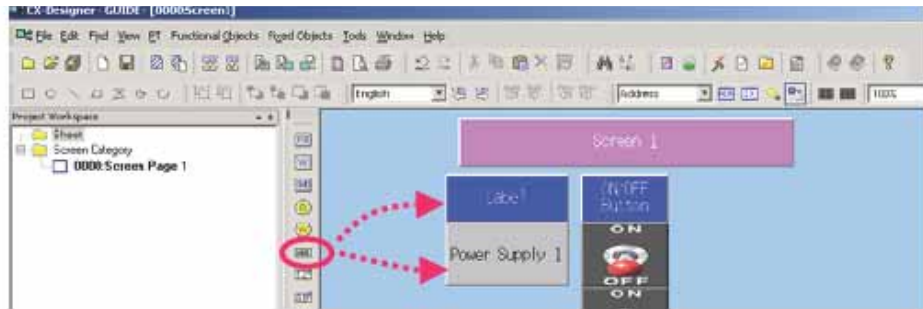 CX-Designer - GUIDE - [0000Screen1]
File Edit Find View PT Functional Objects Fixed Objects Tools Window Help
English
Address
100%
Project Workspace
Sheet
Screen Category
0000:Screen Page 1
Screen 1
Label
ON/OFF
Button
Power Supply 1
ON
OFF
ON